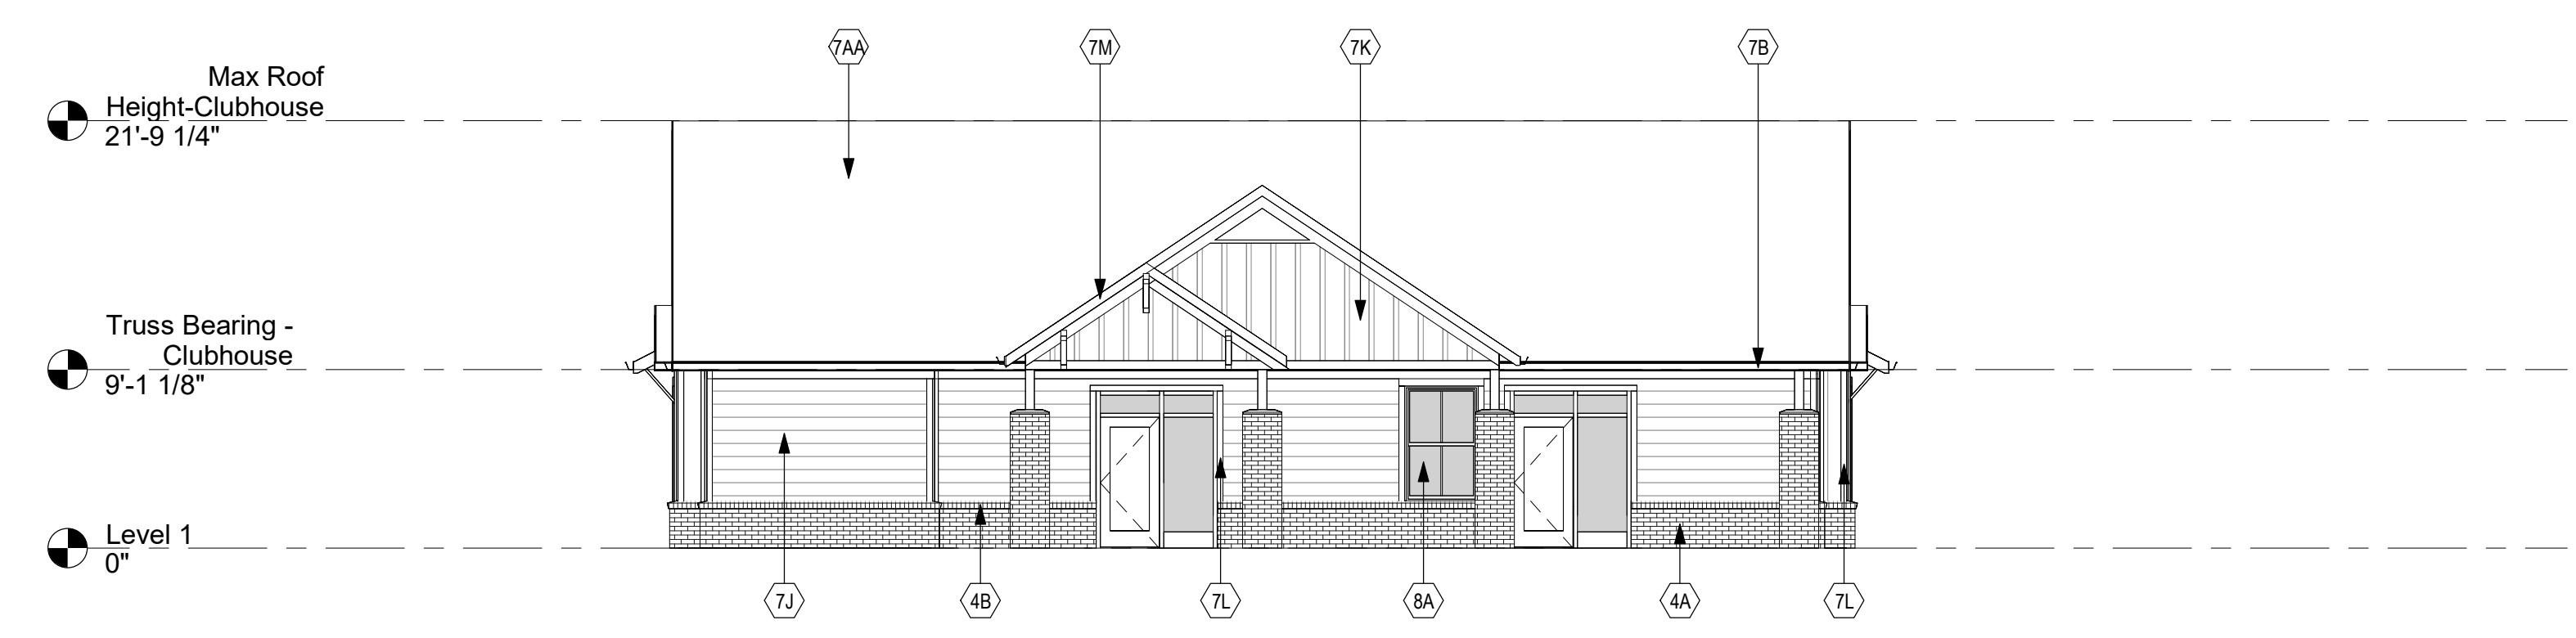 7AA
7M
7K
7B
Max Roof
Height-Clubhouse
21'-9 1/4"
Truss Bearing -
Clubhouse
9'-1 1/8"
Level 1
0"
7J
4B
7L
8A
4A
7L